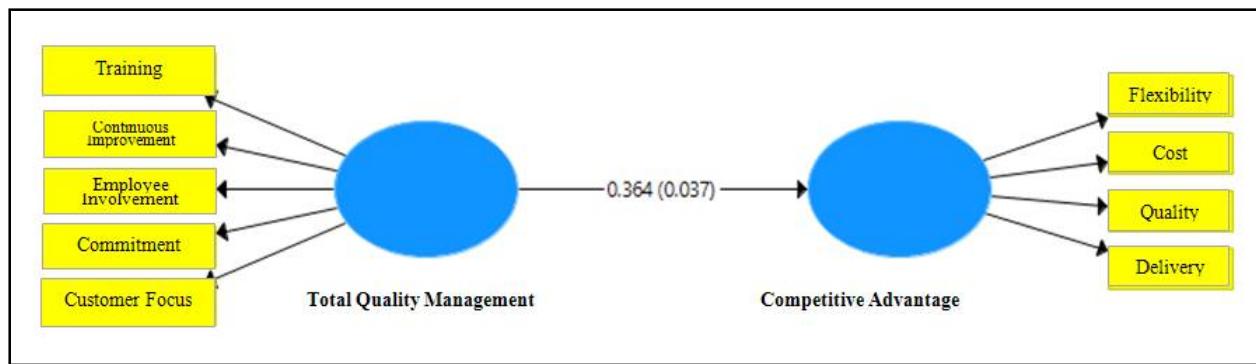 Training
Continuous
Improvement
Employee
Involvement
Commitment
Customer Focus
Total Quality Management
0.364 (0.037)
Competitive Advantage
Flexibility
Cost
Quality
Delivery